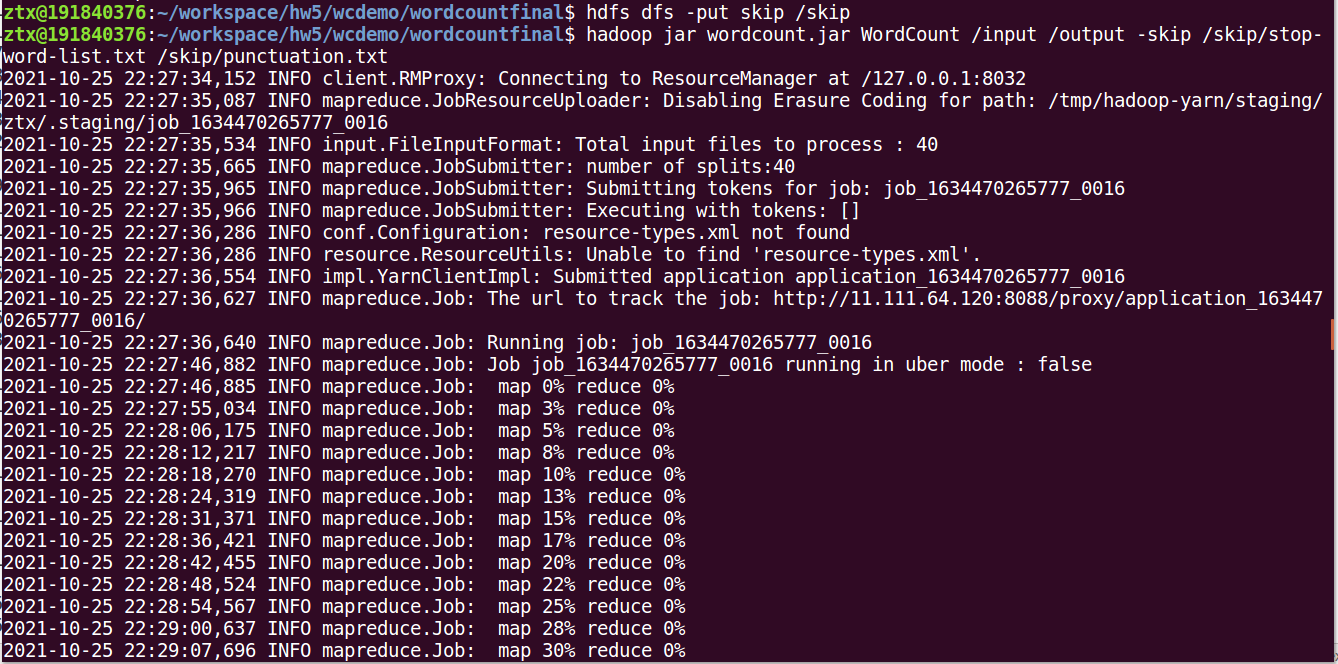 ztx@191840376:~/workspace/hw5/wcdemo/wordcountfinal$ hdfs dfs -put skip /skip
ztx@191840376:~/workspace/hw5/wcdemo/wordcountfinal$ hadoop jar wordcount.jar WordCount /input /output -skip /skip/stop-
word-list.txt /skip/punctuation.txt
2021-10-25 22:27:34,152 INFO client.RMProxy: Connecting to ResourceManager at /127.0.0.1:8032
2021-10-25 22:27:35,087 INFO mapreduce.JobResourceUploader: Disabling Erasure Coding for path: /tmp/hadoop-yarn/staging/
ztx/.staging/job_1634470265777_0016
2021-10-25 22:27:35,534 INFO input.FileInputFormat: Total input files to process : 40
2021-10-25 22:27:35,665 INFO mapreduce.JobSubmitter: number of splits:40
2021-10-25 22:27:35,965 INFO mapreduce.JobSubmitter: Submitting tokens for job: job_1634470265777_0016
2021-10-25 22:27:35,966 INFO mapreduce.JobSubmitter: Executing with tokens: []
2021-10-25 22:27:36,286 INFO conf.Configuration: resource-types.xml not found
2021-10-25 22:27:36,286 INFO resource.ResourceUtils: Unable to find 'resource-types.xml'.
2021-10-25 22:27:36,554 INFO impl.YarnClientImpl: Submitted application application_1634470265777_0016
2021-10-25 22:27:36,627 INFO mapreduce.Job: The url to track the job: http://11.111.64.120:8088/proxy/application_163447
0265777_0016/
2021-10-25 22:27:36,640 INFO mapreduce.Job: Running job: job_1634470265777_0016
2021-10-25 22:27:46,882 INFO mapreduce.Job: Job job_1634470265777_0016 running in uber mode : false
2021-10-25 22:27:46,885 INFO mapreduce.Job:  map 0% reduce 0%
2021-10-25 22:27:55,034 INFO mapreduce.Job:  map 3% reduce 0%
2021-10-25 22:28:06,175 INFO mapreduce.Job:  map 5% reduce 0%
2021-10-25 22:28:12,217 INFO mapreduce.Job:  map 8% reduce 0%
2021-10-25 22:28:18,270 INFO mapreduce.Job:  map 10% reduce 0%
2021-10-25 22:28:24,319 INFO mapreduce.Job:  map 13% reduce 0%
2021-10-25 22:28:31,371 INFO mapreduce.Job:  map 15% reduce 0%
2021-10-25 22:28:36,421 INFO mapreduce.Job:  map 17% reduce 0%
2021-10-25 22:28:42,455 INFO mapreduce.Job:  map 20% reduce 0%
2021-10-25 22:28:48,524 INFO mapreduce.Job:  map 22% reduce 0%
2021-10-25 22:28:54,567 INFO mapreduce.Job:  map 25% reduce 0%
2021-10-25 22:29:00,637 INFO mapreduce.Job:  map 28% reduce 0%
2021-10-25 22:29:07,696 INFO mapreduce.Job:  map 30% reduce 0%